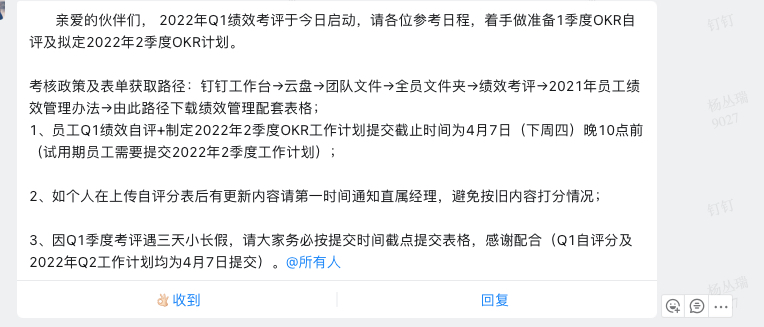 亲爱的伙伴们， 2022年Q1绩效考评于今日启动，请各位参考日程，着手做准备1季度OKR自
评及拟定2022年2季度OKR计划。
考核政策及表单获取路径：钉钉工作台→云盘→团队文件→全员文件夹→绩效考评→2021年员工绩
效管理办法→由此路径下载绩效管理配套表格；
1、员工Q1绩效自评+制定2022年2季度OKR工作计划提交截止时间为4月7日（下周四）晚10点前
（试用期员工需要提交2022年2季度工作计划）；
2、如个人在上传自评分表后有更新内容请第一时间通知直属经理，避免按旧内容打分情况；
3、因Q1季度考评遇三天小长假，请大家务必按提交时间截点提交表格，感谢配合（Q1自评分及
2022年Q2工作计划均为4月7日提交）。@所有人
👌🏻收到
回复
钉钉
杨丛瑞
9027
钉钉
杨丛瑞
9027